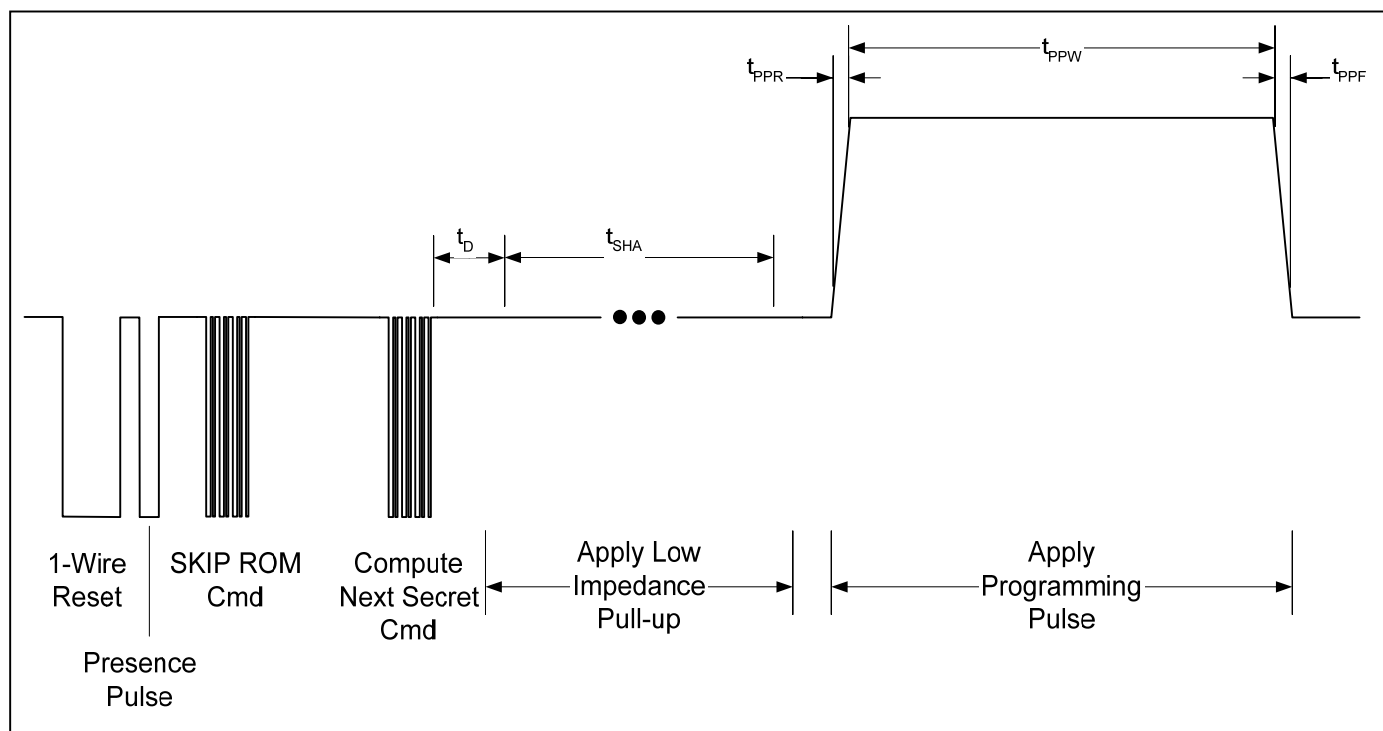 tPPW
tPPR
tPPF
tD
tSHA
1-Wire
Reset
Presence
Pulse
SKIP ROM
Cmd
Compute
Next Secret
Cmd
Apply Low
Impedance
Pull-up
Apply
Programming
Pulse